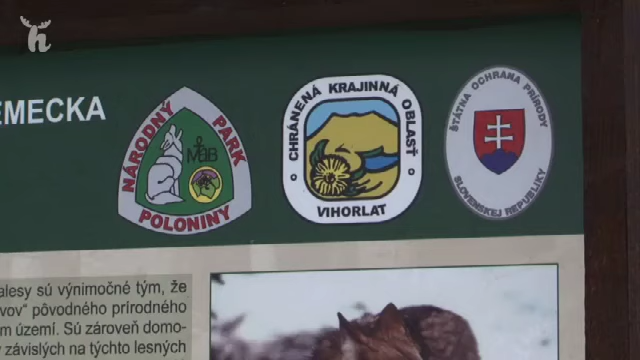 h
EMECKA
NÁRODNÝ PARK
MaB
POLONINY
CHRÁNENÁ KRAJINNÁ OBLASŤ
VIHORLAT
ŠTÁTNA OCHRANA PRÍRODY
SLOVENSKEJ REPUBLIKY
alesy sú výnimočné tým, že
vov“ pôvodného prírodného
m území. Sú zároveň domo-
závislých na týchto lesných